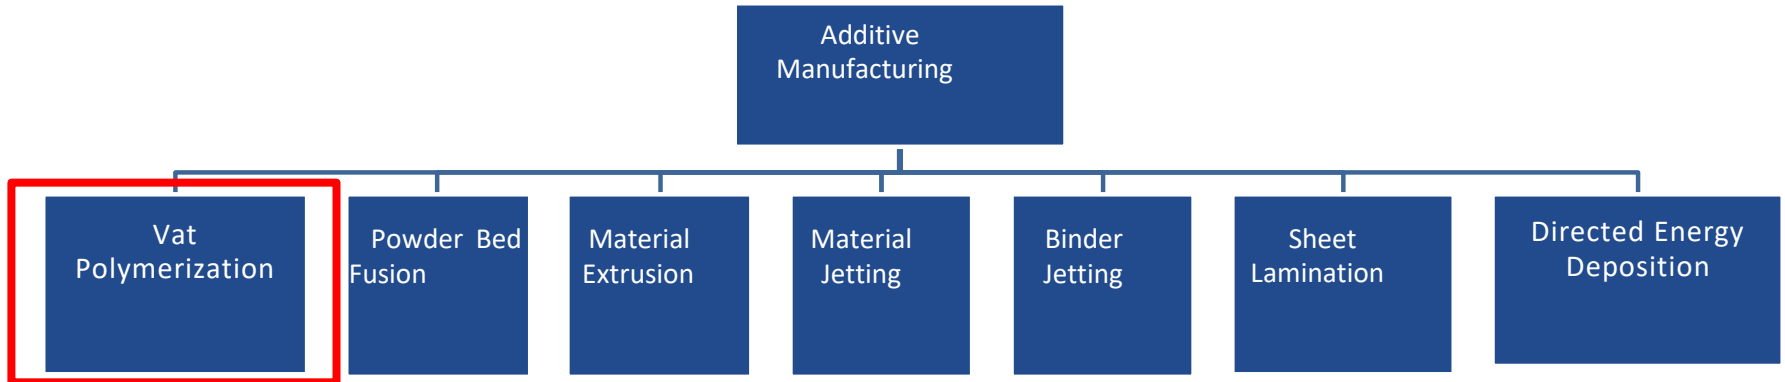 Additive
Manufacturing
Vat
Polymerization
Powder Bed
Fusion
Material
Extrusion
Material
Jetting
Binder
Jetting
Sheet
Lamination
Directed Energy
Deposition